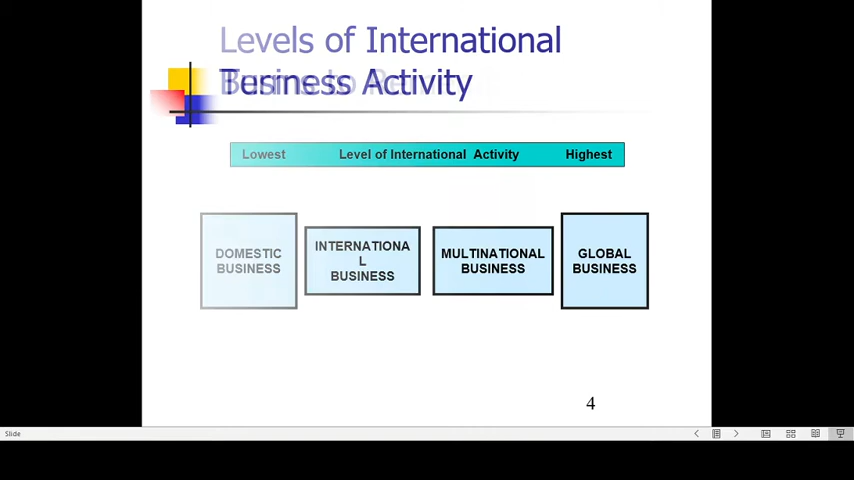 Levels of International
Business Activity
Lowest Level of International Activity Highest
DOMESTIC
BUSINESS
INTERNATIONA
L
BUSINESS
MULTINATIONAL
BUSINESS
GLOBAL
BUSINESS
4
Slide